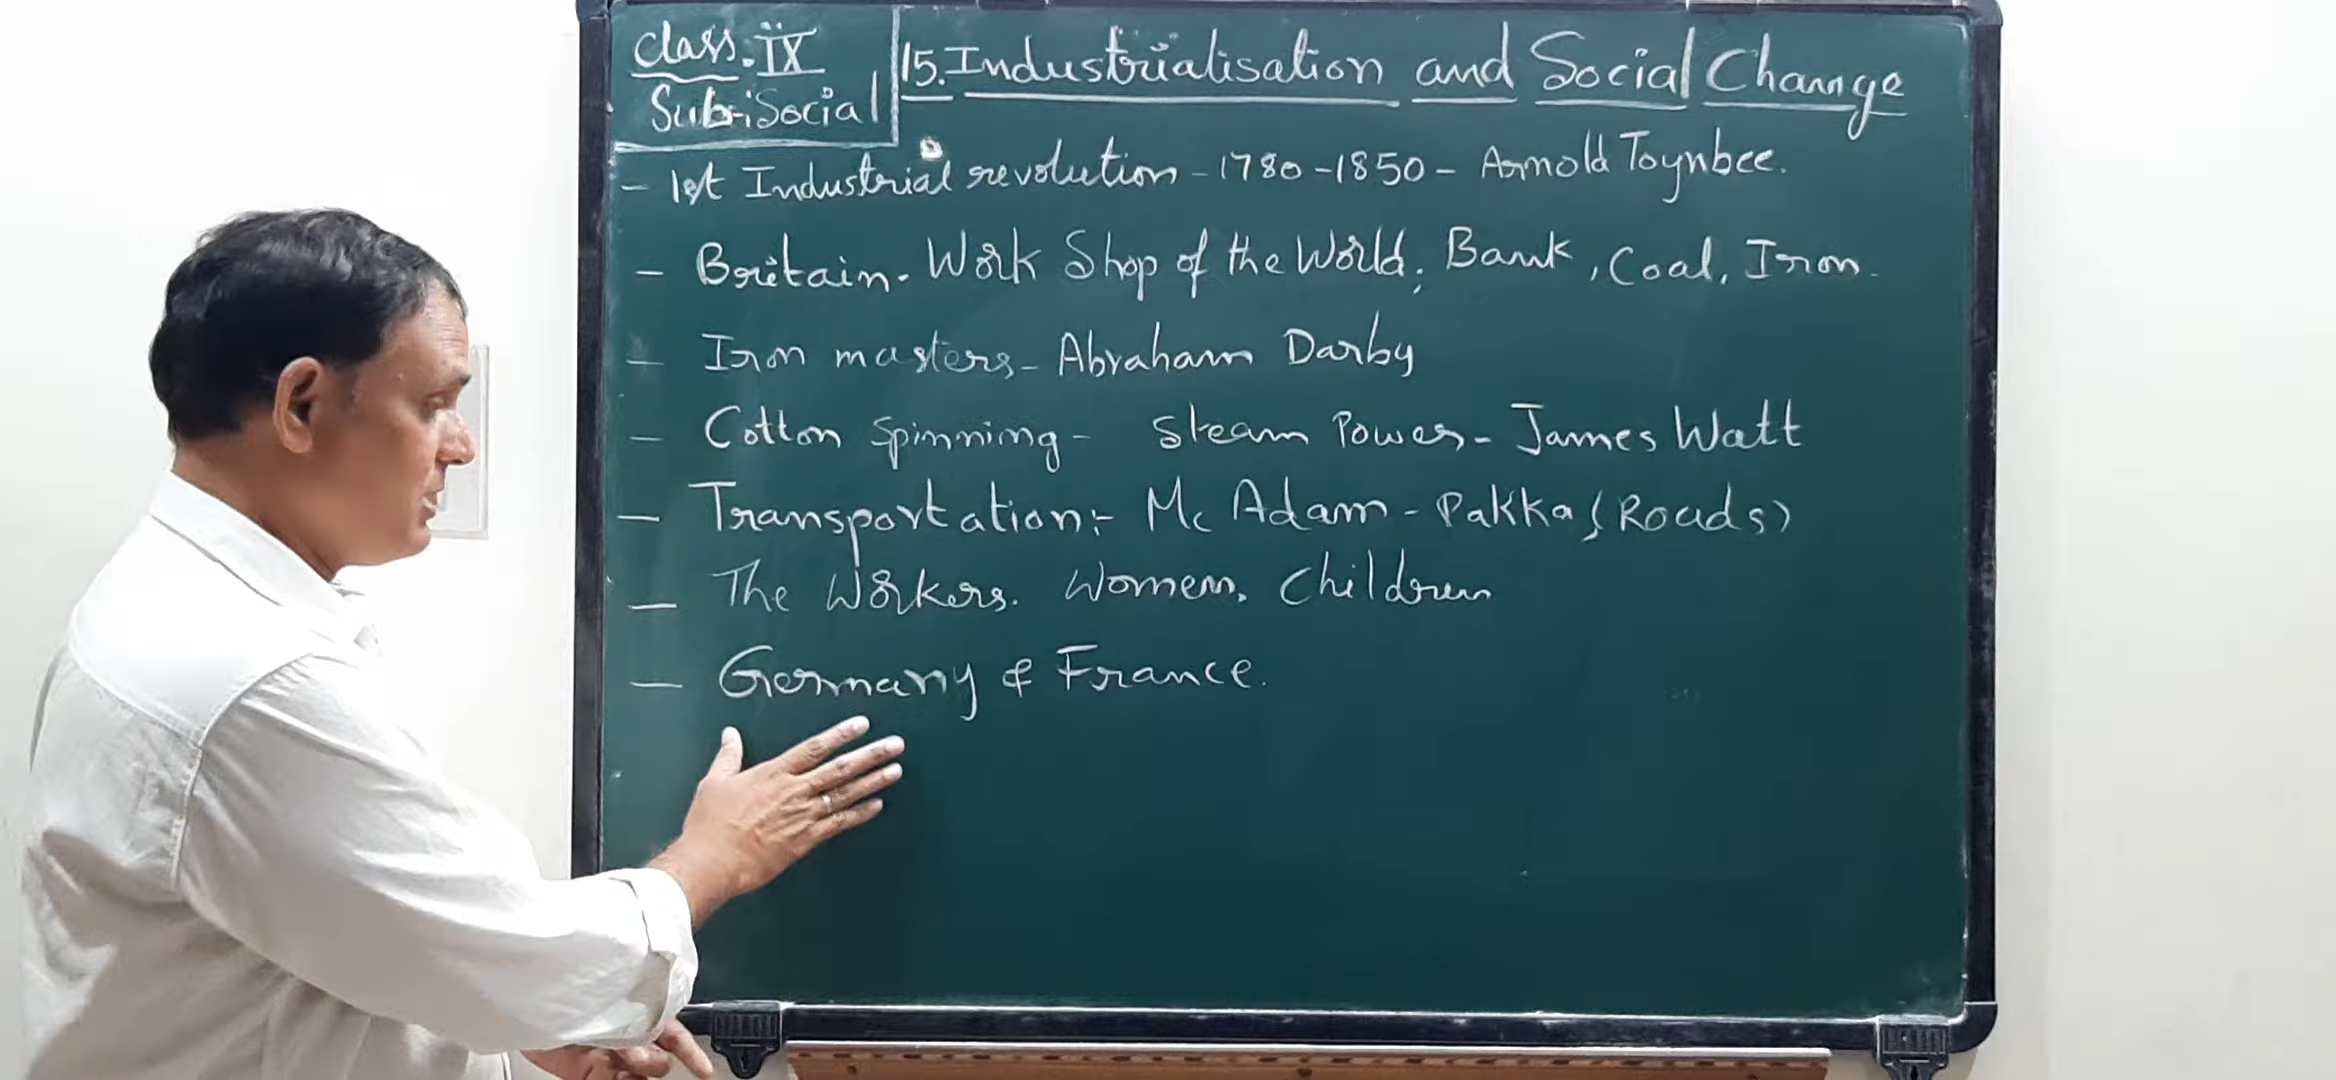 Class. IX
Sub:-Social
15. Industrialisation and Social Change
- 1st Industrial revolution - 1780 - 1850 - Arnold Toynbee.
- Britain. Work Shop of the World; Bank, Coal, Iron.
- Iron masters - Abraham Darby
- Cotton Spinning - Steam Power - James Watt
- Transportation:- Mc Adam - Pakka (Roads)
- The Workers. Women. Children
- Germany & France.